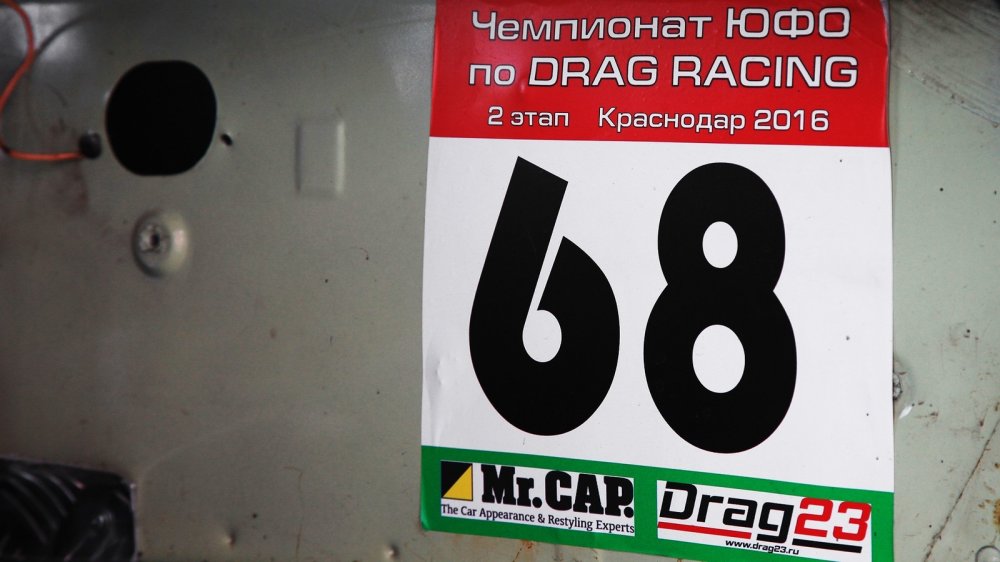 Чемпионат ЮФО
по DRAG RACING
2 этап Краснодар 2016
68
Mr.CAP.
The Car Appearance & Restyling Experts
Drag23
www.drag23.ru